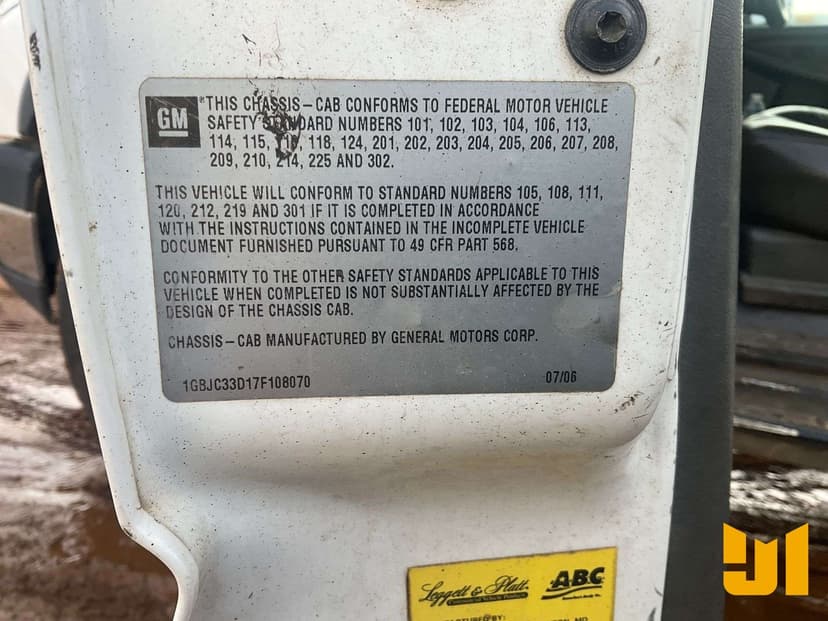 GM
THIS CHASSIS-CAB CONFORMS TO FEDERAL MOTOR VEHICLE
SAFETY STANDARD NUMBERS 101, 102, 103, 104, 106, 113,
114, 115, 118, 124, 201, 202, 203, 204, 205, 206, 207, 208,
209, 210, 214, 225 AND 302.
THIS VEHICLE WILL CONFORM TO STANDARD NUMBERS 105, 108, 111,
120, 212, 219 AND 301 IF IT IS COMPLETED IN ACCORDANCE
WITH THE INSTRUCTIONS CONTAINED IN THE INCOMPLETE VEHICLE
DOCUMENT FURNISHED PURSUANT TO 49 CFR PART 568.
CONFORMITY TO THE OTHER SAFETY STANDARDS APPLICABLE TO THIS
VEHICLE WHEN COMPLETED IS NOT SUBSTANTIALLY AFFECTED BY THE
DESIGN OF THE CHASSIS CAB.
CHASSIS-CAB MANUFACTURED BY GENERAL MOTORS CORP.
1GBJC33D17F108070 07/06
Leggett & Platt ABC